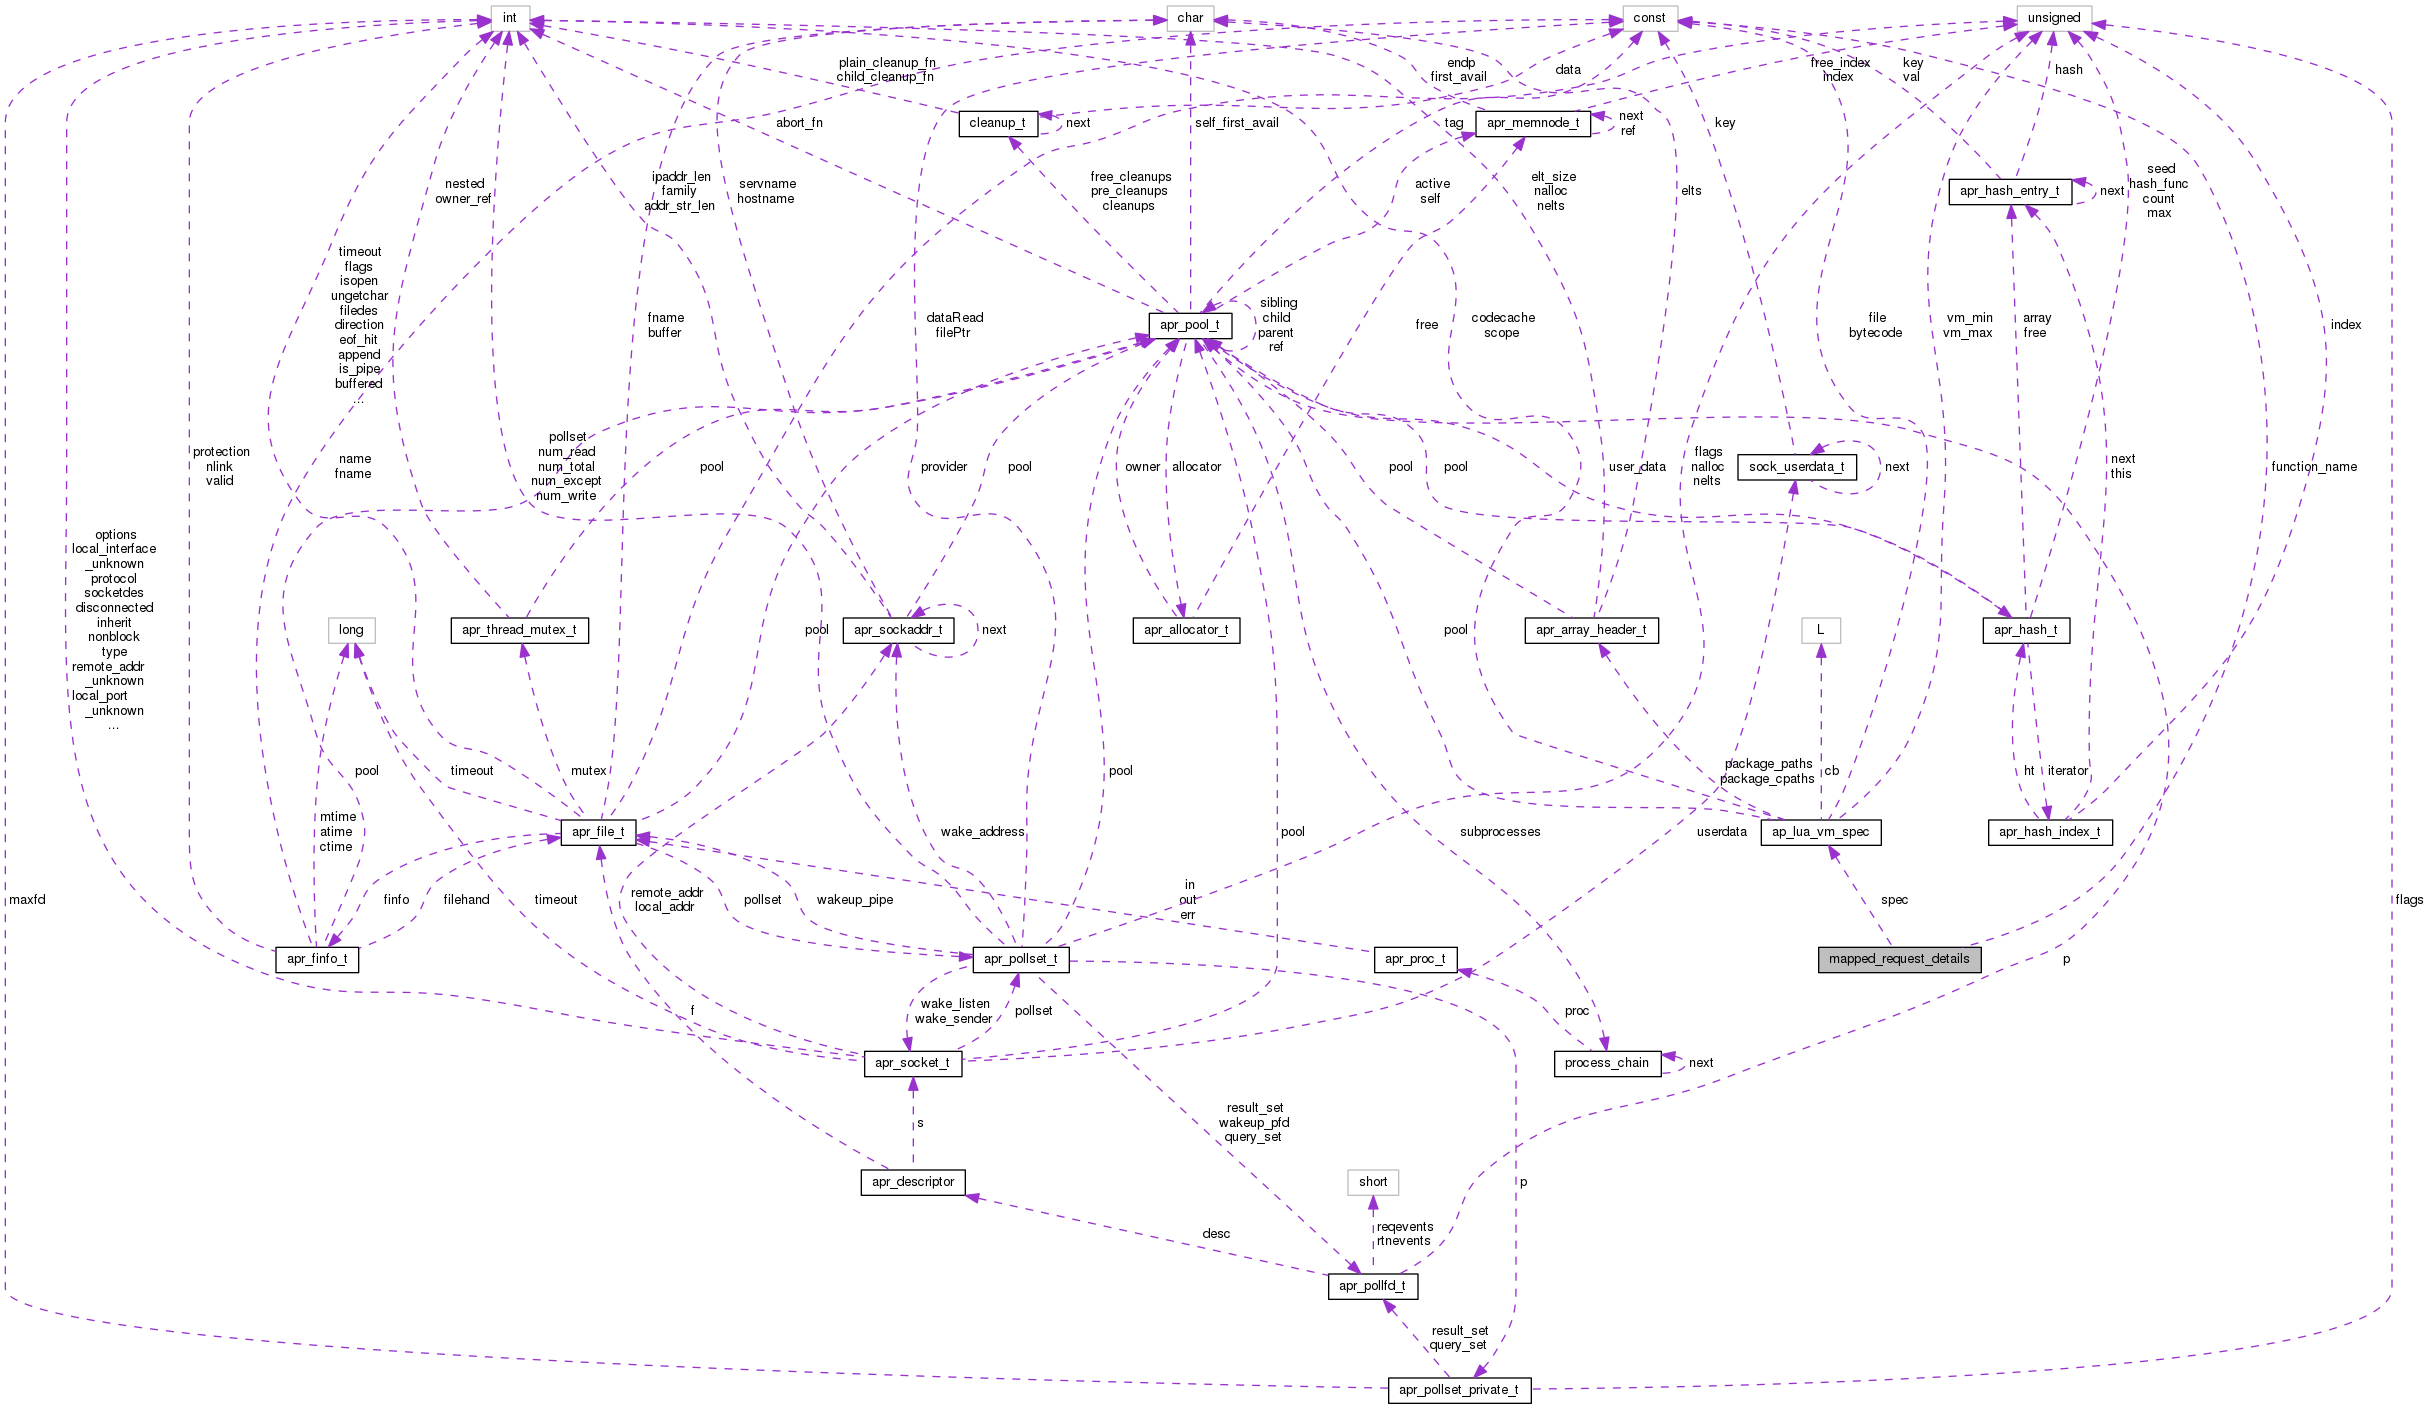 int
char
const
unsigned
plain_cleanup_fn
child_cleanup_fn
endp
first_avail
data
free_index
index
key
val
hash
abort_fn
cleanup_t
next
self_first_avail
tag
apr_memnode_t
next
ref
key
nested
owner_ref
ipaddr_len
family
addr_str_len
servname
hostname
free_cleanups
pre_cleanups
cleanups
active
self
elt_size
nalloc
nelts
elts
apr_hash_entry_t
next
seed
hash_func
count
max
timeout
flags
isopen
ungetchar
filedes
direction
eof_hit
append
is_pipe
buffered
...
fname
buffer
dataRead
filePtr
apr_pool_t
sibling
child
parent
ref
free
codecache
scope
file
bytecode
vm_min
vm_max
array
free
index
protection
nlink
valid
name
fname
pollset
num_read
num_total
num_except
num_write
pool
provider
pool
owner
allocator
pool
pool
user_data
flags
nalloc
nelts
sock_userdata_t
next
next
this
function_name
options
local_interface
_unknown
protocol
socketdes
disconnected
inherit
nonblock
type
remote_addr
_unknown
local_port
_unknown
...
long
apr_thread_mutex_t
pool
apr_sockaddr_t
next
apr_allocator_t
pool
apr_array_header_t
L
apr_hash_t
pool
timeout
mutex
pool
package_paths
package_cpaths
cb
ht
iterator
mtime
atime
ctime
apr_file_t
wake_address
pool
subprocesses
userdata
ap_lua_vm_spec
apr_hash_index_t
maxfd
finfo
filehand
timeout
remote_addr
local_addr
pollset
wakeup_pipe
in
out
err
spec
flags
apr_finfo_t
apr_pollset_t
apr_proc_t
mapped_request_details
p
f
wake_listen
wake_sender
pollset
proc
apr_socket_t
process_chain
next
s
result_set
wakeup_pfd
query_set
apr_descriptor
short
p
desc
reqevents
rtnevents
apr_pollfd_t
result_set
query_set
apr_pollset_private_t